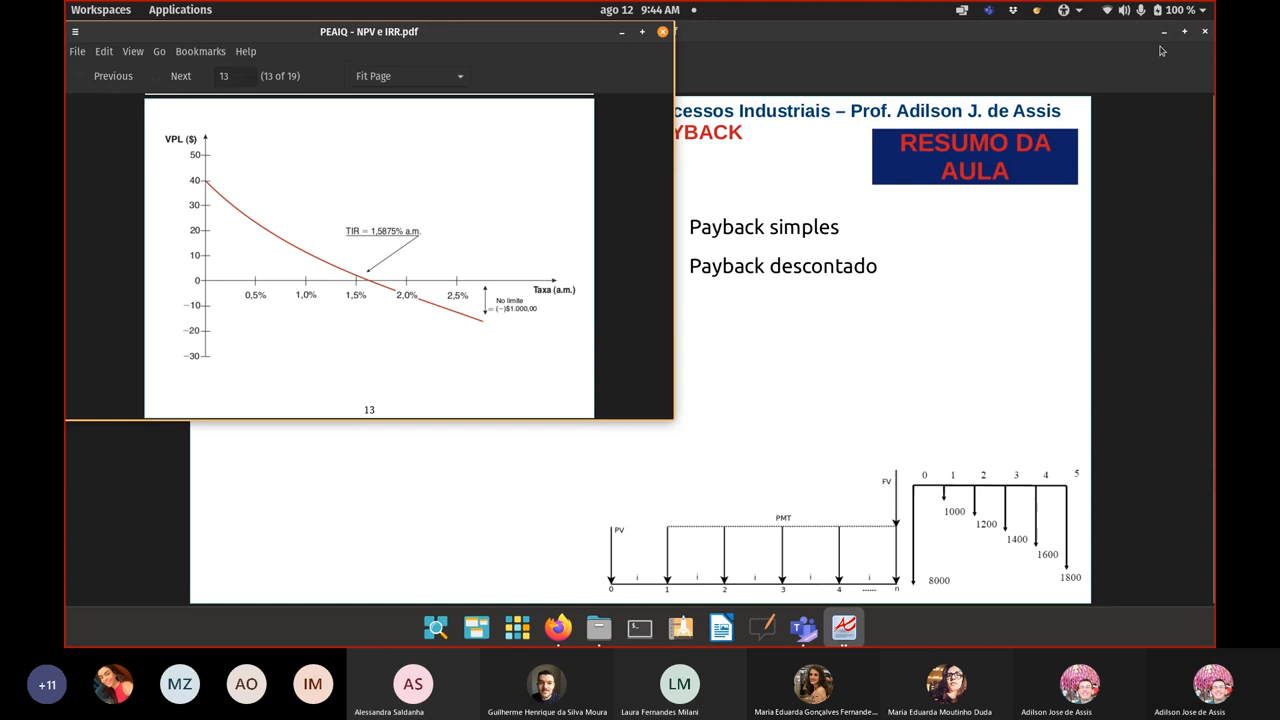 Workspaces Applications ago 12 9:44 AM 100 %
PEAIQ - NPV e IRR.pdf
File Edit View Go Bookmarks Help
Previous Next 13 (13 of 19) Fit Page
VPL ($)
50
40
30
20
10
0
−10
−20
−30
TIR = 1,5875% a.m.
0,5% 1,0% 1,5% 2,0% 2,5%
Taxa (a.m.)
No limite
= (−)$1.000,00
13
cessos Industriais – Prof. Adilson J. de Assis
YBACK
RESUMO DA
AULA
Payback simples
Payback descontado
PV
PMT
FV
i i i i i
0 1 2 3 4 ...... n
0 1 2 3 4 5
1000
1200
1400
1600
1800
8000
+11 MZ AO IM AS LM
Alessandra Saldanha
Guilherme Henrique da Silva Moura
Laura Fernandes Milani
Maria Eduarda Gonçalves Fernande...
Maria Eduarda Moutinho Duda
Adilson Jose de Assis
Adilson Jose de Assis